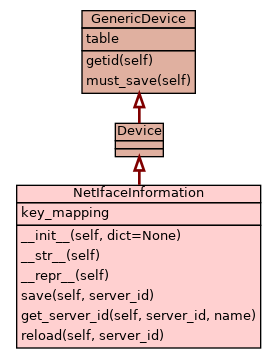 GenericDevice
table
getid(self)
must_save(self)
Device
NetIfaceInformation
key_mapping
__init__(self, dict=None)
__str__(self)
__repr__(self)
save(self, server_id)
get_server_id(self, server_id, name)
reload(self, server_id)